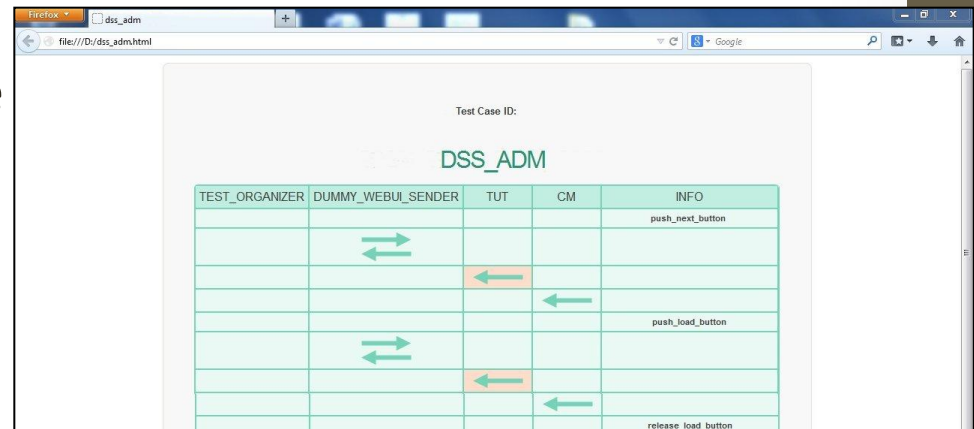 Firefox
dss_adm
file:///D:/dss_adm.html
Google
Test Case ID:
DSS_ADM
TEST_ORGANIZER DUMMY_WEBUI_SENDER TUT CM INFO
push_next_button
push_load_button
release_load_button